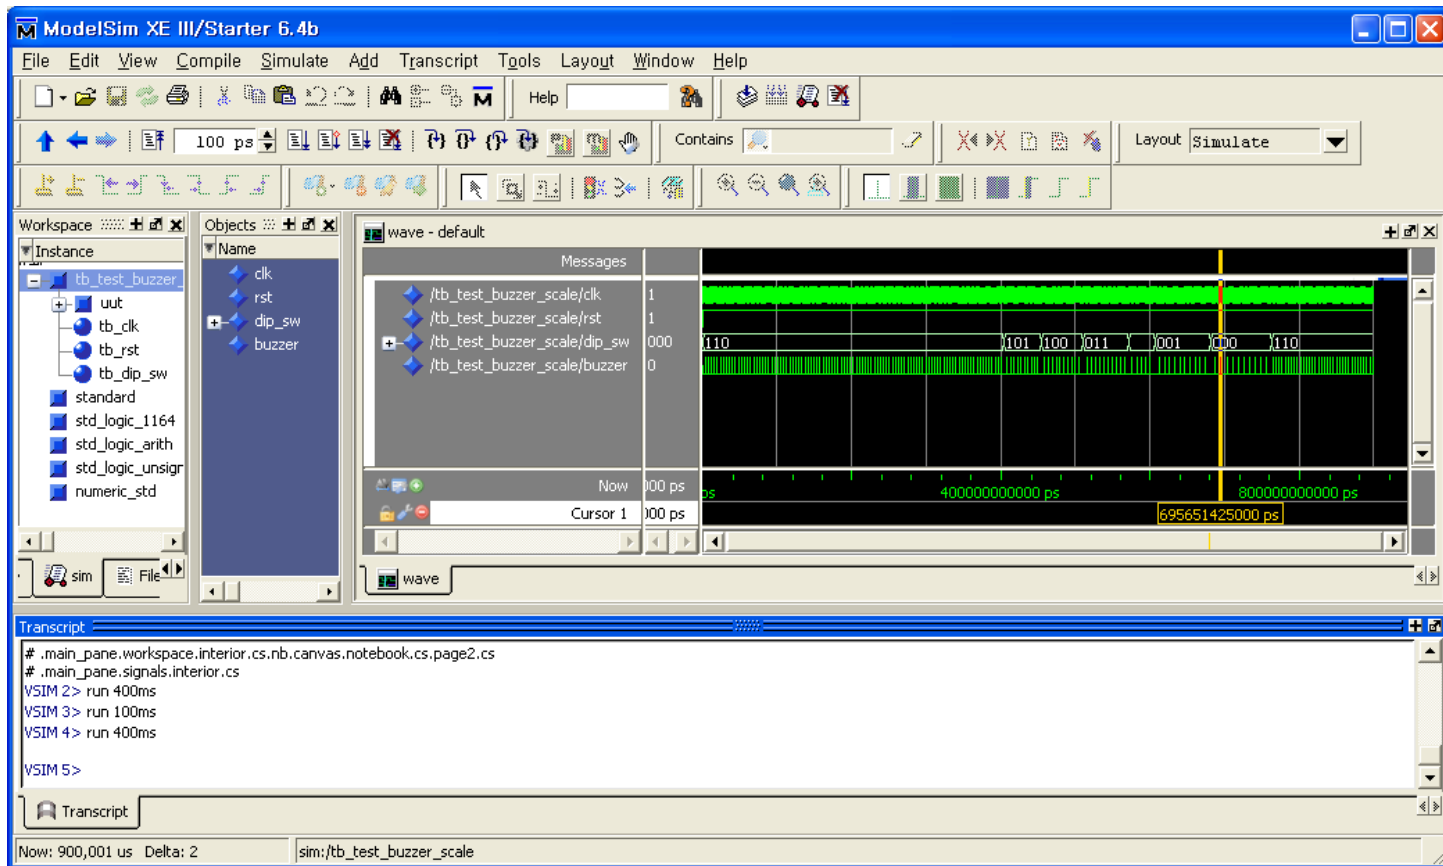 ModelSim XE III/Starter 6.4b
File Edit View Compile Simulate Add Transcript Tools Layout Window Help
Help
100 ps Contains Layout Simulate
Workspace Objects wave - default
Instance Name Messages
tb_test_buzzer_ clk /tb_test_buzzer_scale/clk 1
uut rst /tb_test_buzzer_scale/rst 1
tb_clk dip_sw /tb_test_buzzer_scale/dip_sw 000 110 101 100 011 001 000 110
tb_rst buzzer /tb_test_buzzer_scale/buzzer 0
tb_dip_sw
standard
std_logic_1164
std_logic_arith
std_logic_unsigr
numeric_std
Now 000 ps ps 400000000000 ps 800000000000 ps
Cursor 1 000 ps 695651425000 ps
sim File wave
Transcript
# .main_pane.workspace.interior.cs.nb.canvas.notebook.cs.page2.cs
# .main_pane.signals.interior.cs
VSIM 2> run 400ms
VSIM 3> run 100ms
VSIM 4> run 400ms
VSIM 5>
Transcript
Now: 900,001 us Delta: 2 sim:/tb_test_buzzer_scale